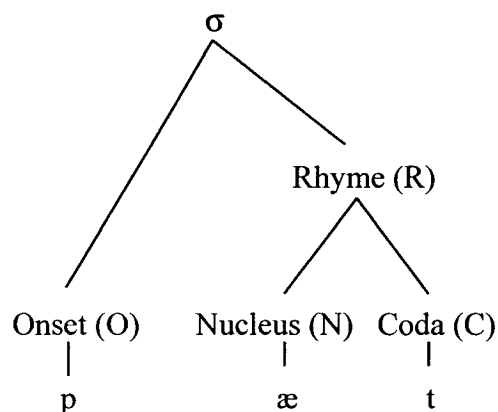 σ
Rhyme (R)
Onset (O) Nucleus (N) Coda (C)
p æ t